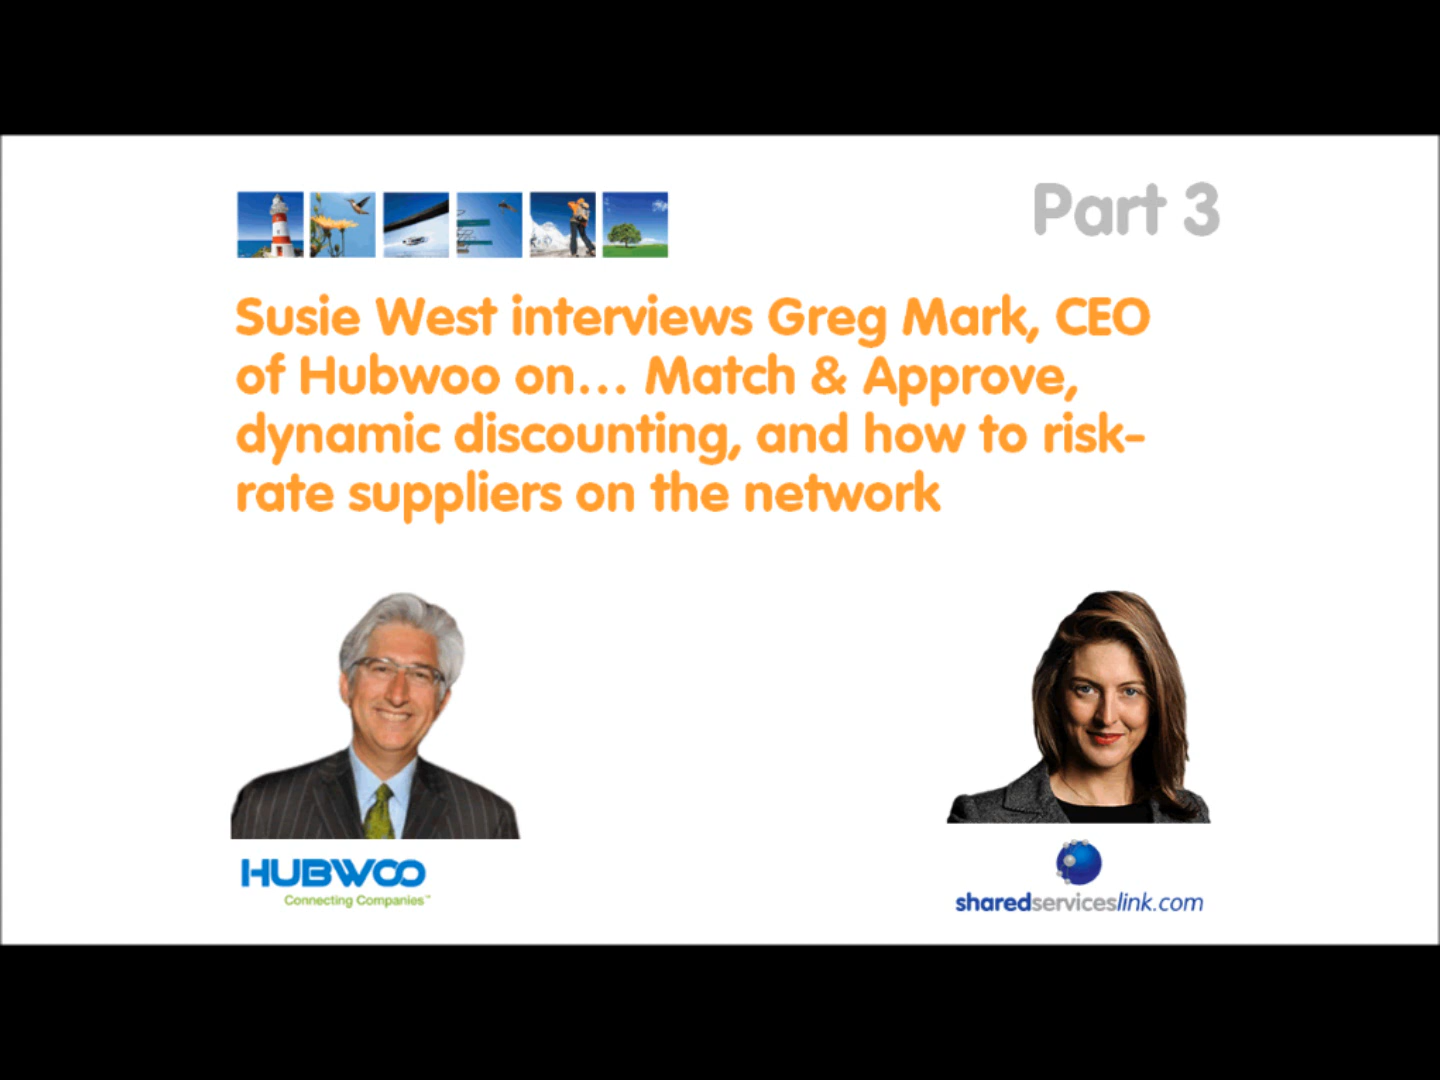 Part 3
Susie West interviews Greg Mark, CEO
of Hubwoo on... Match & Approve,
dynamic discounting, and how to risk-
rate suppliers on the network
HUBWOO
Connecting Companies™
sharedserviceslink.com